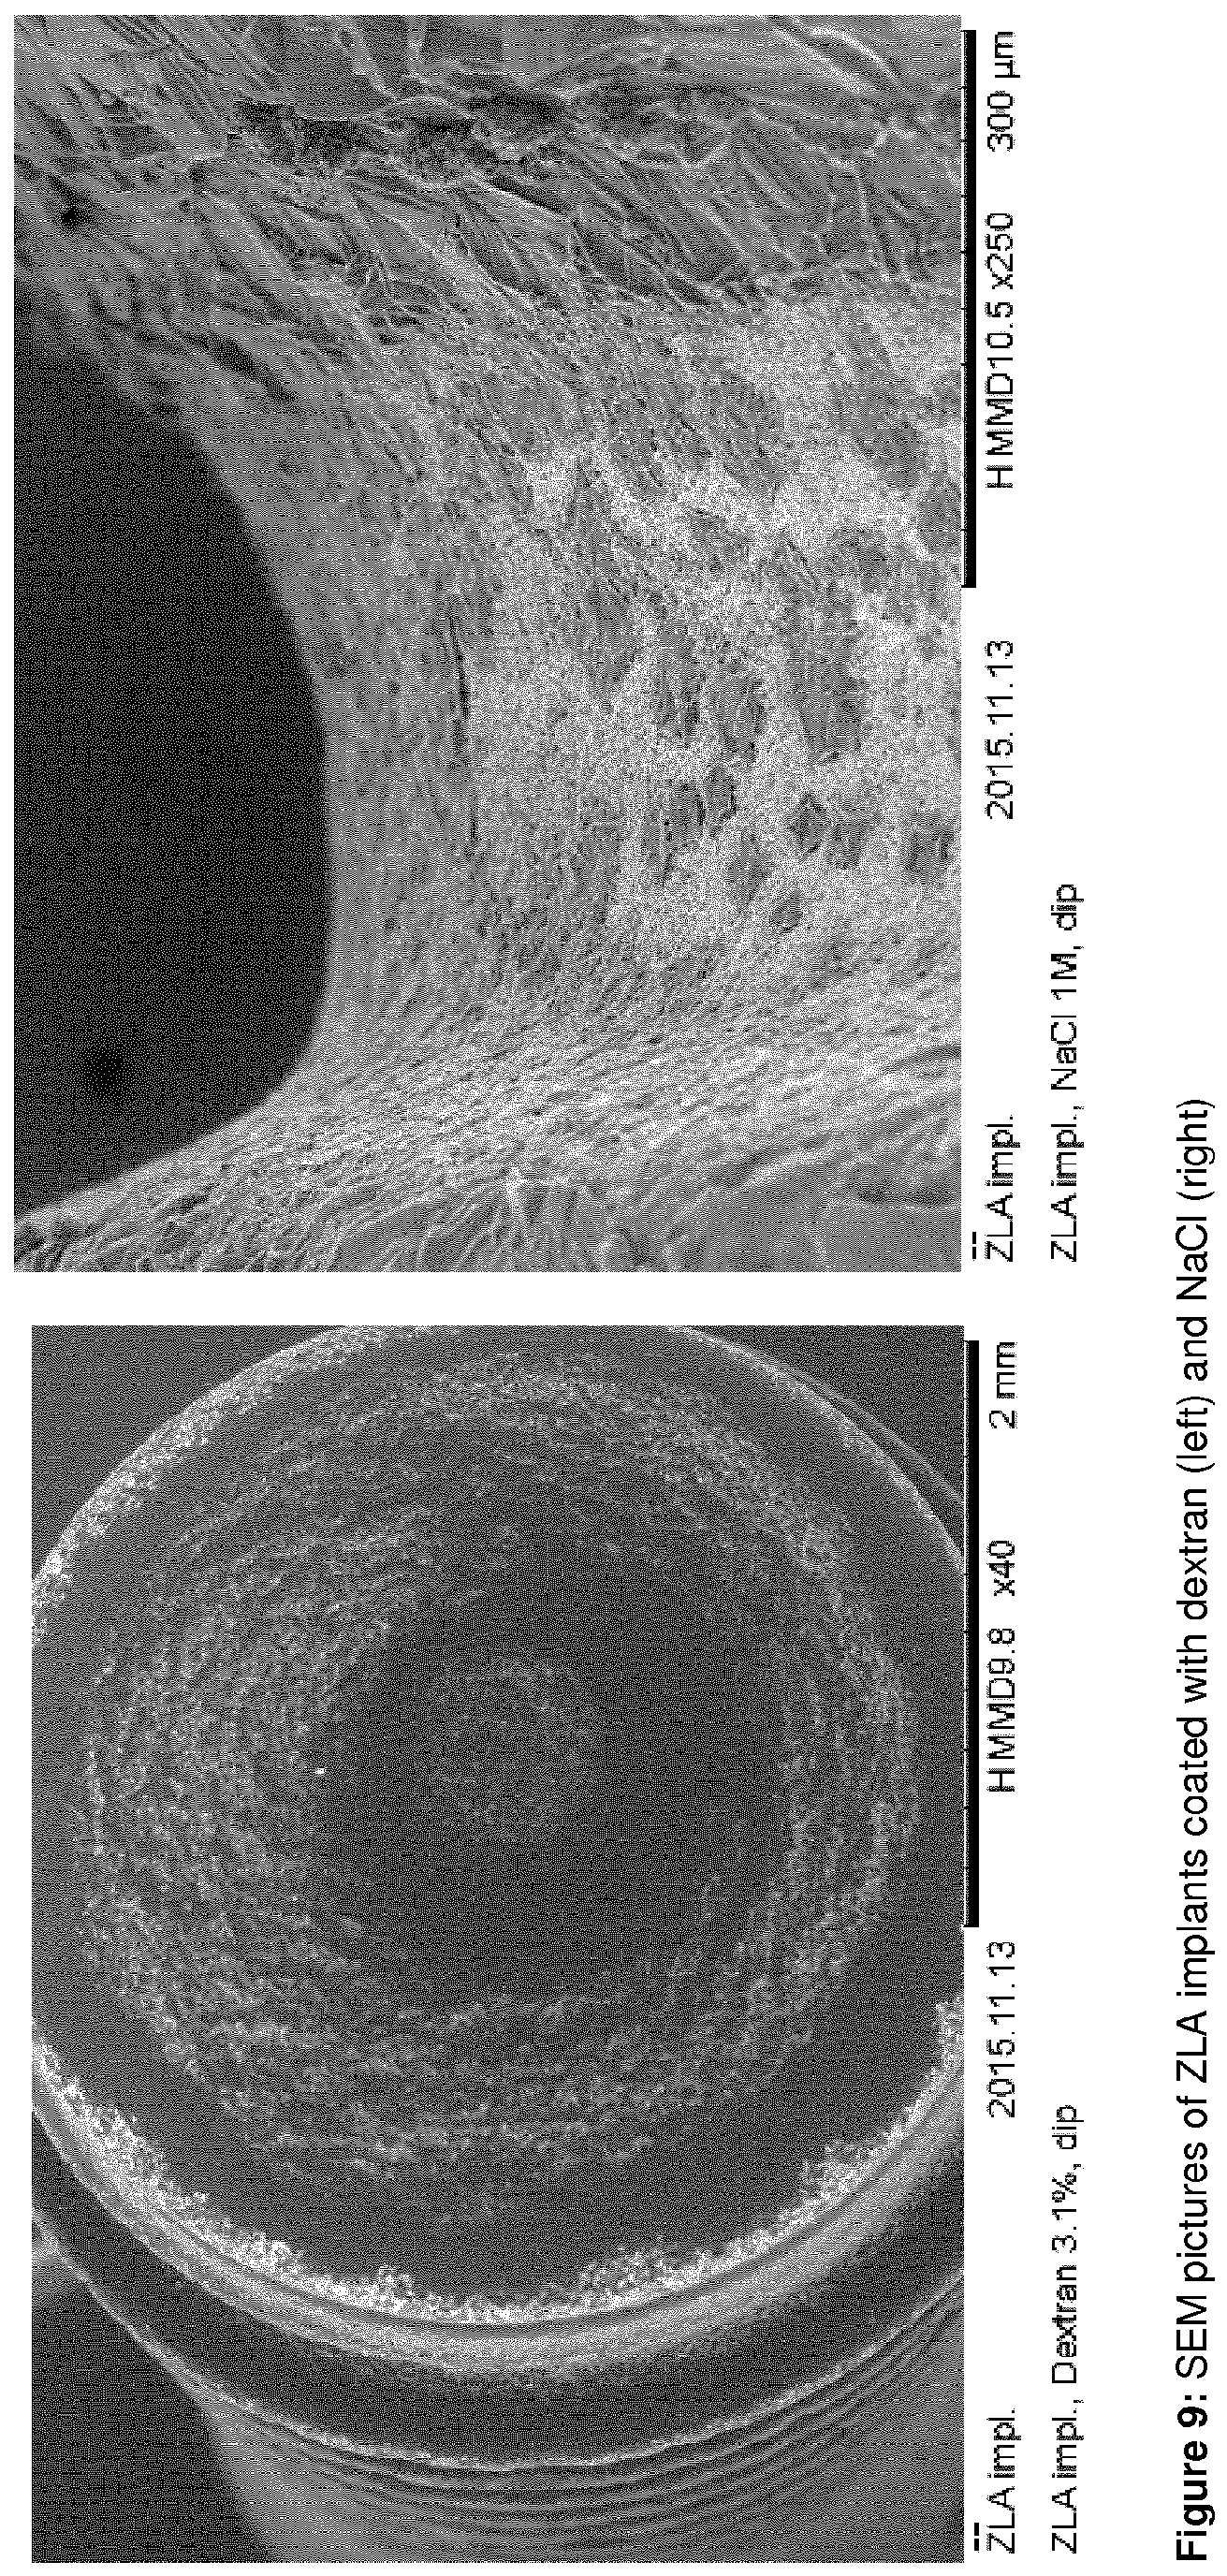 ZLA impl. 2015.11.13 H MMD9.8 x40 2 mm
ZLA impl., Dextran 3.1%, dip
ZLA impl. 2015.11.13 H MMD10.5 x250 300 µm
ZLA impl., NaCl 1M, dip
Figure 9: SEM pictures of ZLA implants coated with dextran (left) and NaCl (right)